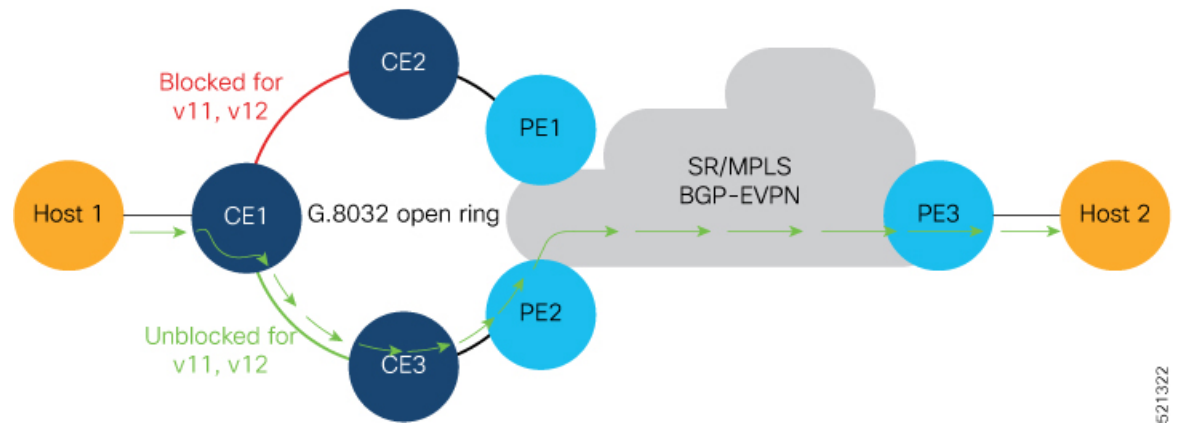 CE2
Blocked for
v11, v12
PE1
SR/MPLS
BGP-EVPN
Host 1
CE1
G.8032 open ring
PE3
Host 2
PE2
Unblocked for
v11, v12
CE3
521322